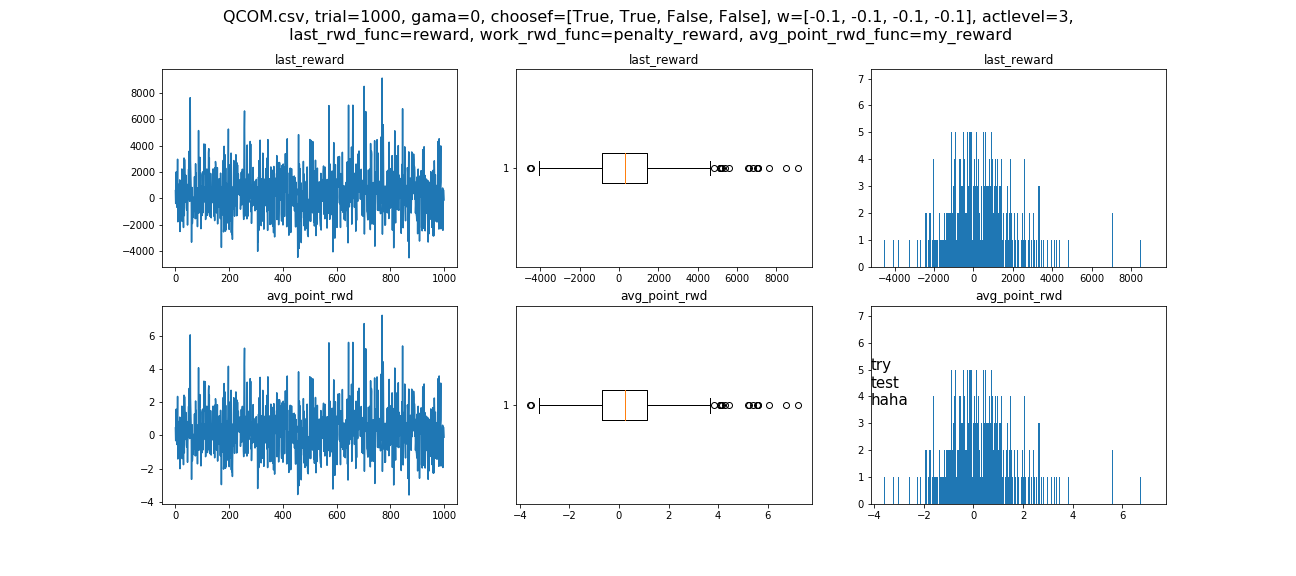 QCOM.csv, trial=1000, gama=0, choosef=[True, True, False, False], w=[-0.1, -0.1, -0.1, -0.1], actlevel=3,
last_rwd_func=reward, work_rwd_func=penalty_reward, avg_point_rwd_func=my_reward
last_reward
8000
6000
4000
2000
0
−2000
−4000
0 200 400 600 800 1000
last_reward
1
−4000 −2000 0 2000 4000 6000 8000
last_reward
7
6
5
4
3
2
1
0
−4000 −2000 0 2000 4000 6000 8000
avg_point_rwd
6
4
2
0
−2
−4
0 200 400 600 800 1000
avg_point_rwd
1
−4 −2 0 2 4 6
avg_point_rwd
7
6
5
4
3
2
1
0
try
test
haha
−4 −2 0 2 4 6